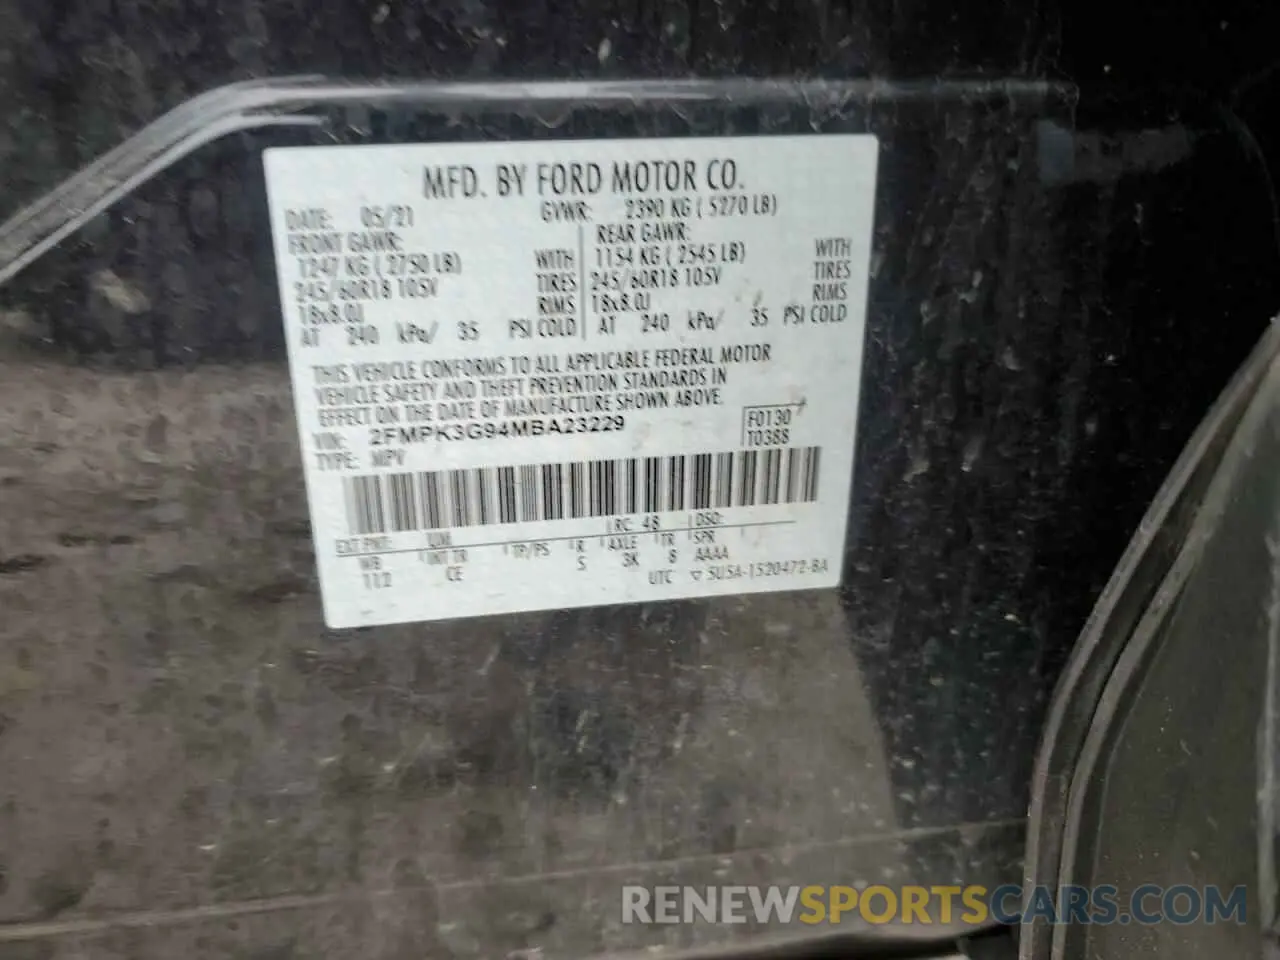 MFD. BY FORD MOTOR CO.
DATE: 05/21 GVWR: 2390 KG ( 5270 LB)
FRONT GAWR: REAR GAWR:
1247 KG ( 2750 LB) WITH 1154 KG ( 2545 LB) WITH
245/60R18 105V TIRES 245/60R18 105V TIRES
18x8.0J RIMS 18x8.0J RIMS
AT 240 kPa/ 35 PSI COLD AT 240 kPa/ 35 PSI COLD
THIS VEHICLE CONFORMS TO ALL APPLICABLE FEDERAL MOTOR
VEHICLE SAFETY AND THEFT PREVENTION STANDARDS IN
EFFECT ON THE DATE OF MANUFACTURE SHOWN ABOVE.
VIN: 2FMPK3G94MBA23229 F0130
TYPE: MPV T0388
EXT PNT: UM RC: 48 DSO:
WB INT TR TP/PS R AXLE TR SPR
112 CE S 3K 8 AAAA
UTC ▽ 5U5A-1520472-BA
RENEWSPORTSCARS.COM